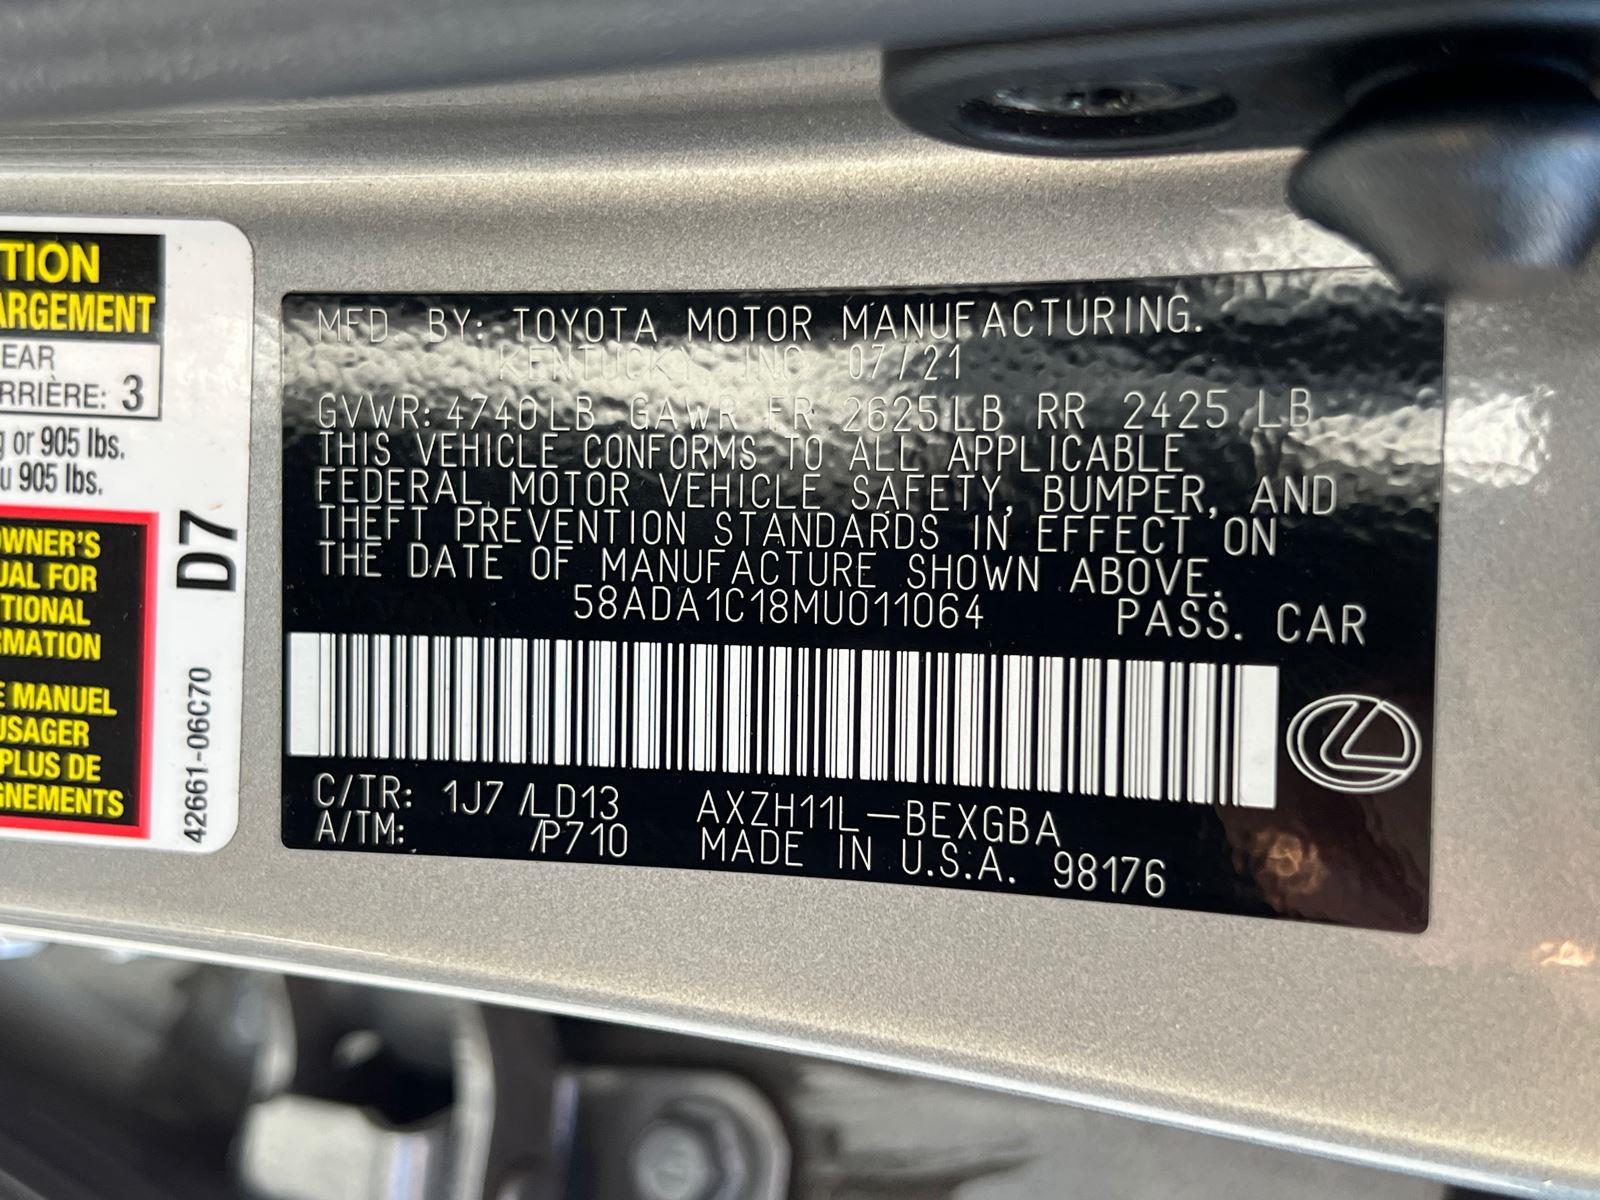 TION
ARGEMENT
EAR
RRIÈRE: 3
g or 905 lbs.
u 905 lbs.
OWNER'S
UAL FOR
TIONAL
RMATION
E MANUEL
USAGER
PLUS DE
GNEMENTS
D7
42661-06C70
MFD. BY: TOYOTA MOTOR MANUFACTURING.
KENTUCKY, INC 07/21
GVWR: 4740LB GAWR FR 2625LB RR 2425 LB
THIS VEHICLE CONFORMS TO ALL APPLICABLE
FEDERAL MOTOR VEHICLE SAFETY, BUMPER, AND
THEFT PREVENTION STANDARDS IN EFFECT ON
THE DATE OF MANUFACTURE SHOWN ABOVE.
58ADA1C18MU011064 PASS. CAR
C/TR: 1J7 /LD13 AXZH11L-BEXGBA
A/TM: /P710 MADE IN U.S.A. 98176